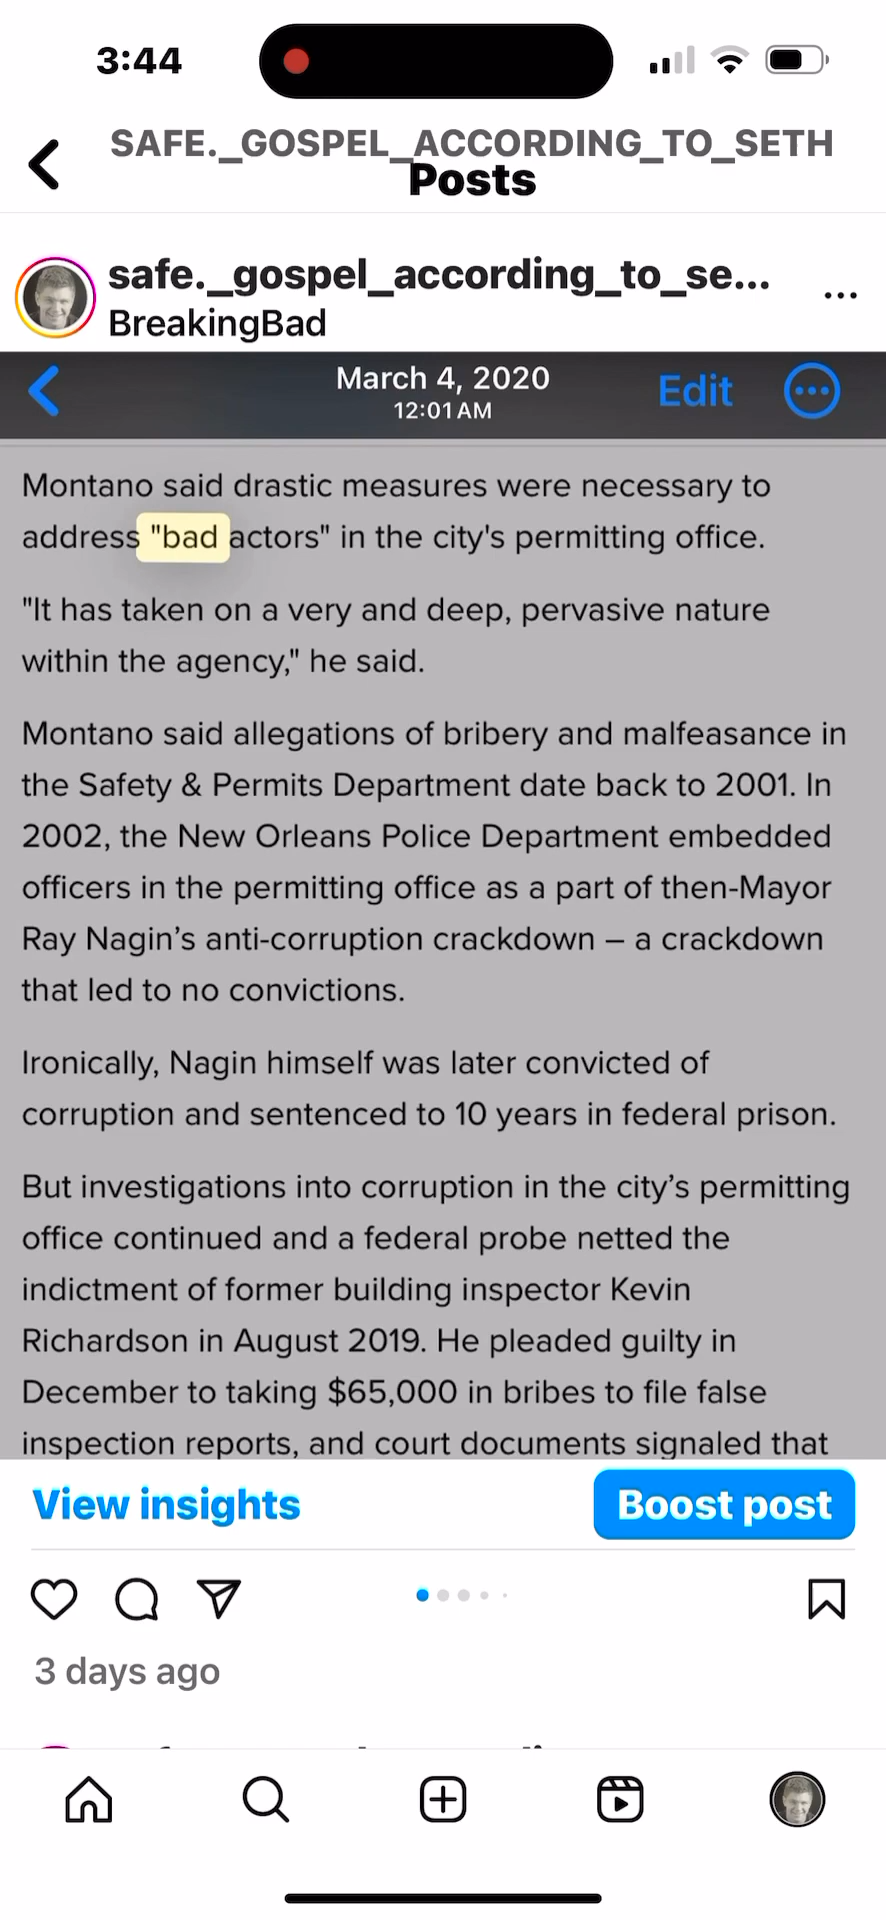 3:44
SAFE._GOSPEL_ACCORDING_TO_SETH
Posts
safe._gospel_according_to_se...
BreakingBad
March 4, 2020
12:01 AM
Edit
Montano said drastic measures were necessary to
address "bad actors" in the city's permitting office.
"It has taken on a very and deep, pervasive nature
within the agency," he said.
Montano said allegations of bribery and malfeasance in
the Safety & Permits Department date back to 2001. In
2002, the New Orleans Police Department embedded
officers in the permitting office as a part of then-Mayor
Ray Nagin’s anti-corruption crackdown – a crackdown
that led to no convictions.
Ironically, Nagin himself was later convicted of
corruption and sentenced to 10 years in federal prison.
But investigations into corruption in the city’s permitting
office continued and a federal probe netted the
indictment of former building inspector Kevin
Richardson in August 2019. He pleaded guilty in
December to taking $65,000 in bribes to file false
inspection reports, and court documents signaled that
View insights
Boost post
3 days ago